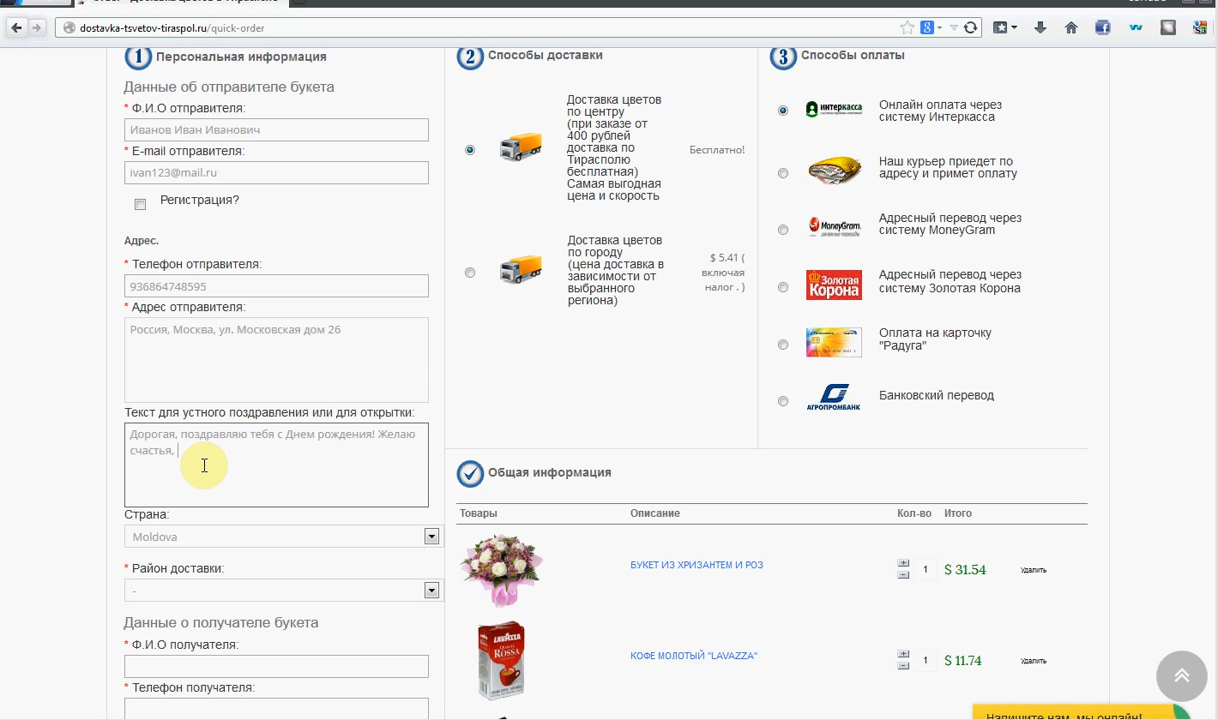 dostavka-tsvetov-tiraspol.ru/quick-order
1 Персональная информация
Данные об отправителе букета
* Ф.И.О отправителя:
Иванов Иван Иванович
* E-mail отправителя:
ivan123@mail.ru
Регистрация?
Адрес.
* Телефон отправителя:
936864748595
* Адрес отправителя:
Россия, Москва, ул. Московская дом 26
Текст для устного поздравления или для открытки:
Дорогая, поздравляю тебя с Днем рождения! Желаю
счастья,
Страна:
Moldova
* Район доставки:
-
Данные о получателе букета
* Ф.И.О получателя:
* Телефон получателя:
2 Способы доставки
Доставка цветов
по центру
(при заказе от
400 рублей
доставка по
Тирасполю
бесплатная)
Самая выгодная
цена и скорость
Бесплатно!
Доставка цветов
по городу
(цена доставка в
зависимости от
выбранного
региона)
$ 5.41 (
включая
налог . )
3 Способы оплаты
интеркасса
Онлайн оплата через
систему Интеркасса
Наш курьер приедет по
адресу и примет оплату
MoneyGram
Адресный перевод через
систему MoneyGram
Золотая
Корона
Адресный перевод через
систему Золотая Корона
Оплата на карточку
"Радуга"
АГРОПРОМБАНК
Банковский перевод
Общая информация
Товары Описание Кол-во Итого
БУКЕТ ИЗ ХРИЗАНТЕМ И РОЗ 1 $ 31.54 Удалить
LAVAZZA
ROSSA
КОФЕ МОЛОТЫЙ "LAVAZZA" 1 $ 11.74 Удалить
Напишите нам, мы онлайн!